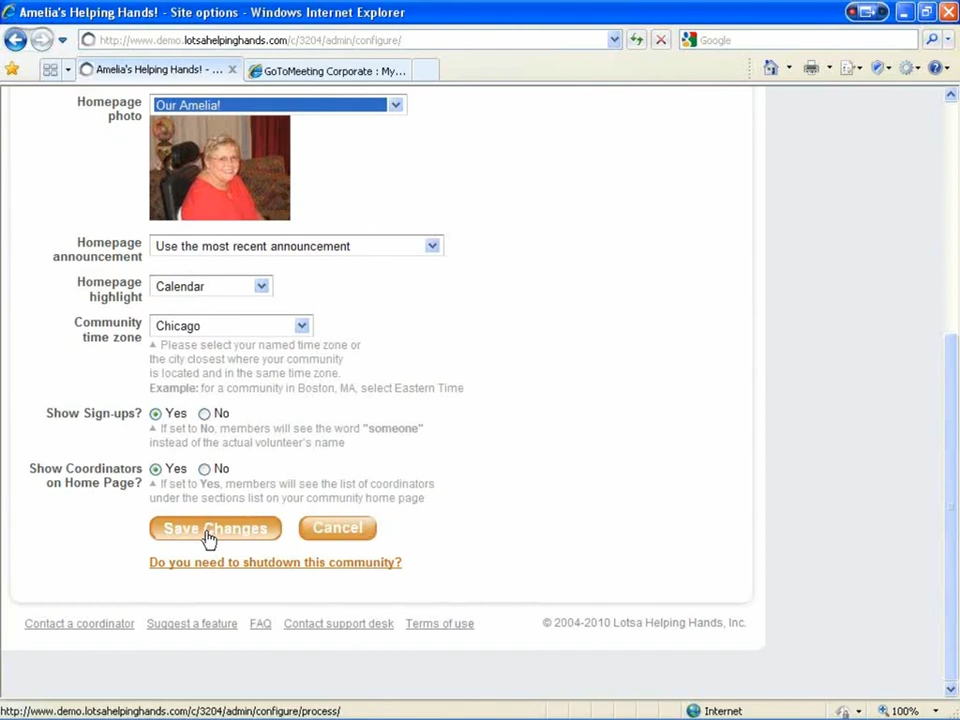 Amelia's Helping Hands! - Site options - Windows Internet Explorer
http://www.demo.lotsahelpinghands.com/c/3204/admin/configure/
Google
Amelia's Helping Hands! - ...
GoToMeeting Corporate : My...
Homepage photo
Our Amelia!
Homepage announcement
Use the most recent announcement
Homepage highlight
Calendar
Community time zone
Chicago
Please select your named time zone or
the city closest where your community
is located and in the same time zone.
Example: for a community in Boston, MA, select Eastern Time
Show Sign-ups? Yes No
If set to No, members will see the word "someone"
instead of the actual volunteer's name
Show Coordinators on Home Page? Yes No
If set to Yes, members will see the list of coordinators
under the sections list on your community home page
Save Changes Cancel
Do you need to shutdown this community?
Contact a coordinator Suggest a feature FAQ Contact support desk Terms of use © 2004-2010 Lotsa Helping Hands, Inc.
http://www.demo.lotsahelpinghands.com/c/3204/admin/configure/process/ Internet 100%